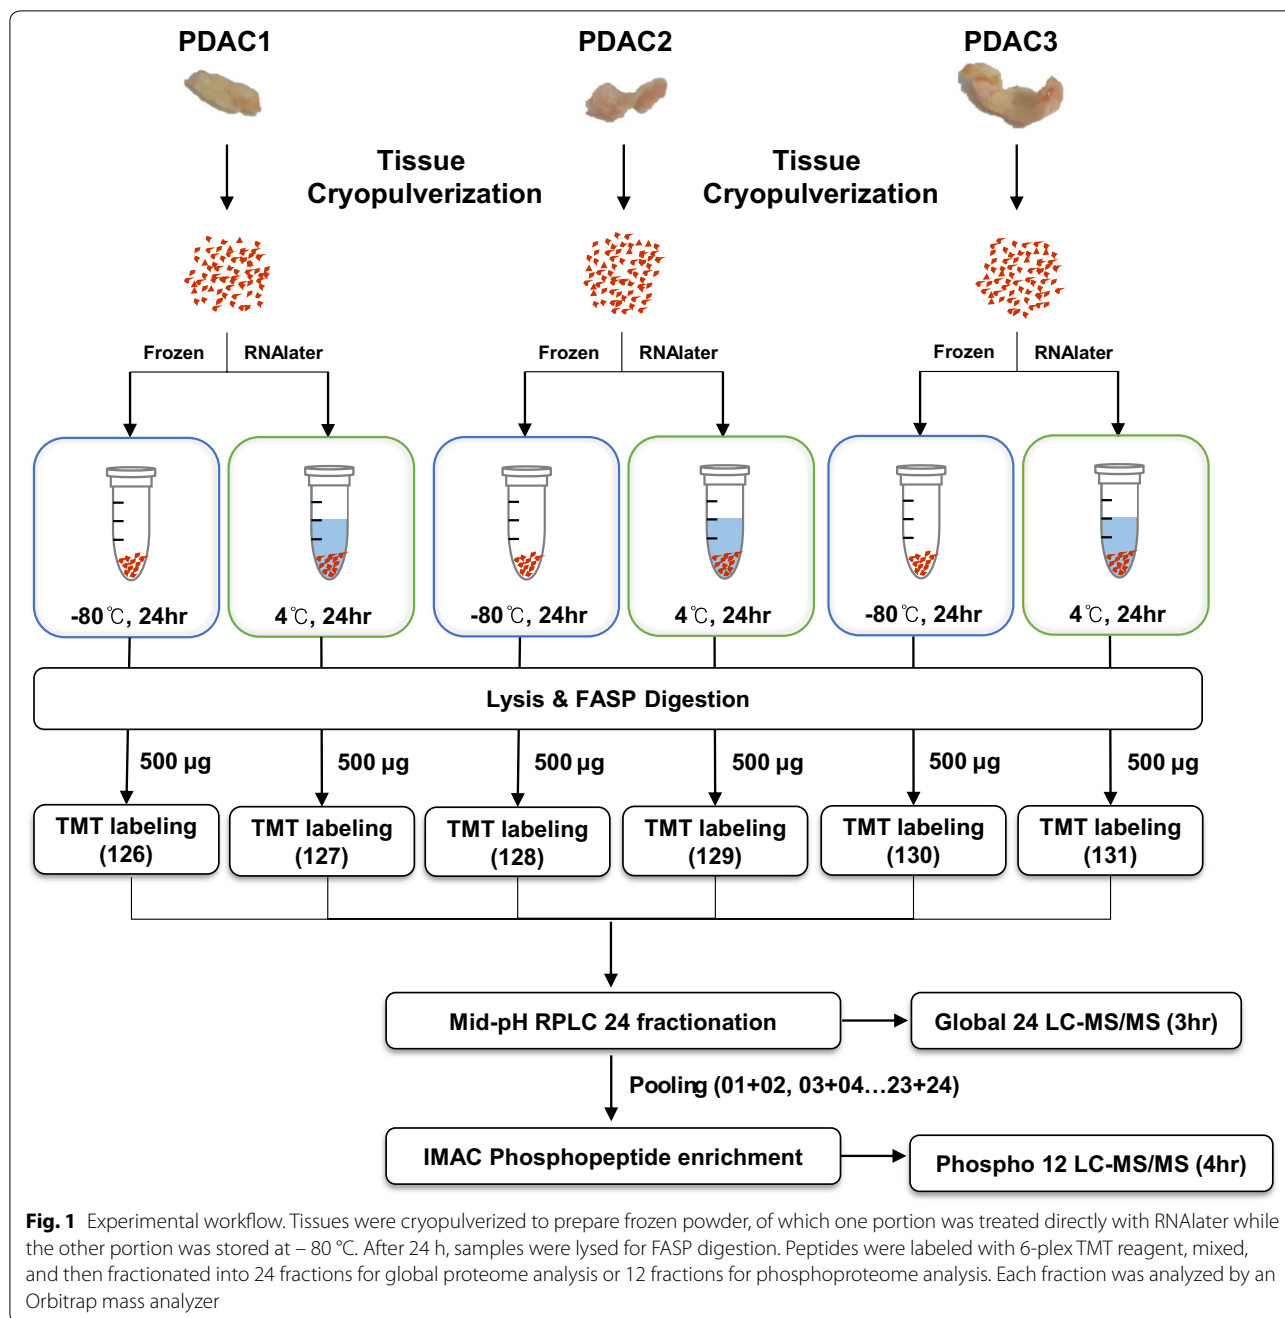 PDAC1 PDAC2 PDAC3
Tissue Cryopulverization Tissue Cryopulverization
Frozen RNAlater Frozen RNAlater Frozen RNAlater
-80℃, 24hr 4℃, 24hr -80℃, 24hr 4℃, 24hr -80℃, 24hr 4℃, 24hr
Lysis & FASP Digestion
500 µg 500 µg 500 µg 500 µg 500 µg 500 µg
TMT labeling (126) TMT labeling (127) TMT labeling (128) TMT labeling (129) TMT labeling (130) TMT labeling (131)
Mid-pH RPLC 24 fractionation Global 24 LC-MS/MS (3hr)
Pooling (01+02, 03+04…23+24)
IMAC Phosphopeptide enrichment Phospho 12 LC-MS/MS (4hr)
Fig. 1 Experimental workflow. Tissues were cryopulverized to prepare frozen powder, of which one portion was treated directly with RNAlater while
the other portion was stored at − 80 °C. After 24 h, samples were lysed for FASP digestion. Peptides were labeled with 6-plex TMT reagent, mixed,
and then fractionated into 24 fractions for global proteome analysis or 12 fractions for phosphoproteome analysis. Each fraction was analyzed by an
Orbitrap mass analyzer